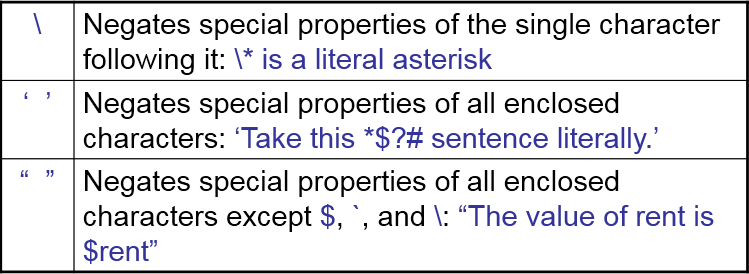 \ Negates special properties of the single character
following it: \* is a literal asterisk
‘ ’ Negates special properties of all enclosed
characters: ‘Take this *$?# sentence literally.’
“ ” Negates special properties of all enclosed
characters except $, `, and \: “The value of rent is
$rent”